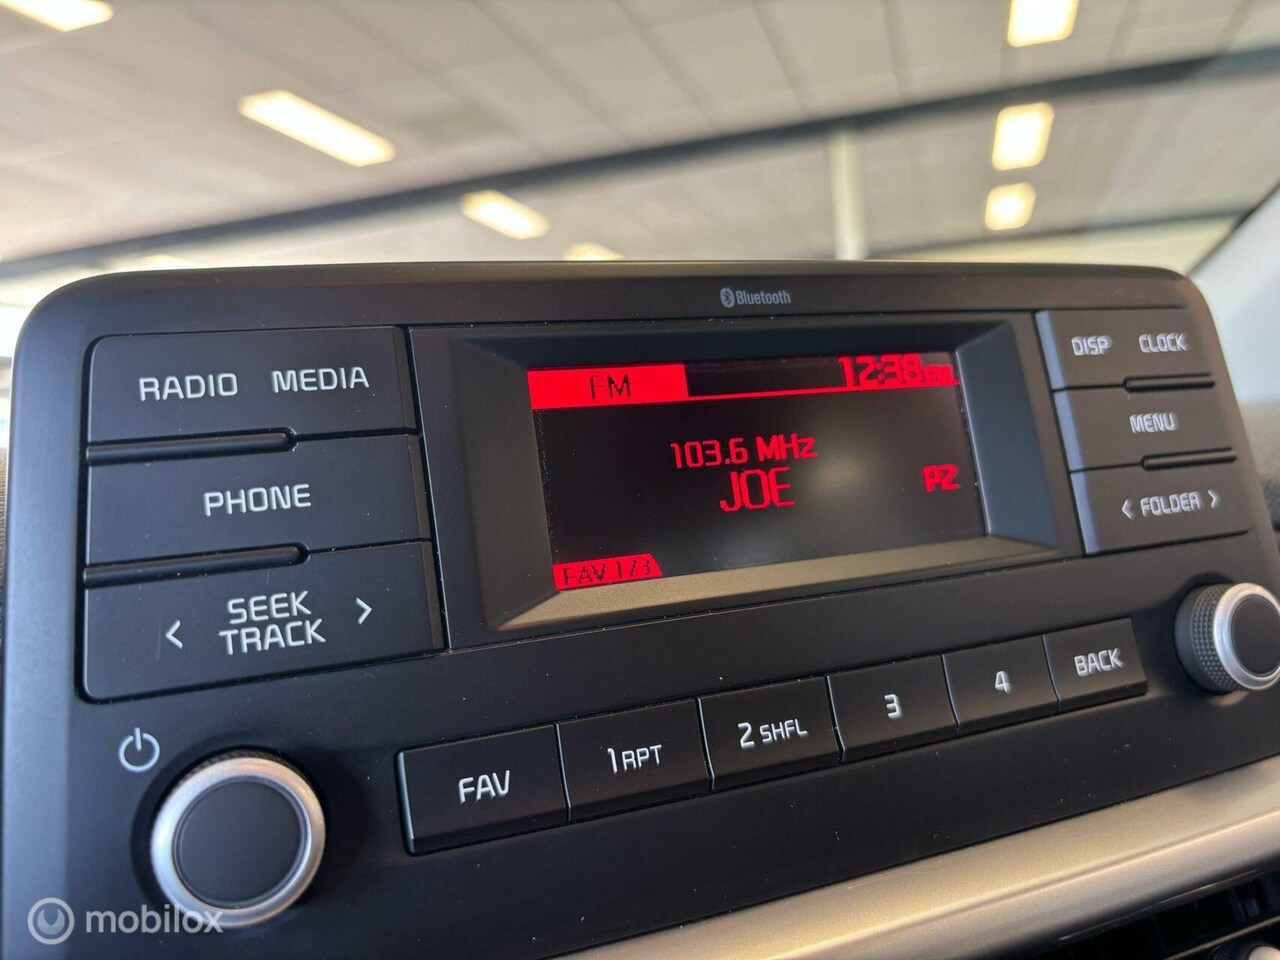 Bluetooth
RADIO MEDIA
PHONE
< SEEK TRACK >
FM 12:38
103.6 MHz
JOE
P2
FAV 1/3
DISP CLOCK
MENU
< FOLDER >
FAV 1 RPT 2 SHFL 3 4 BACK
mobilox